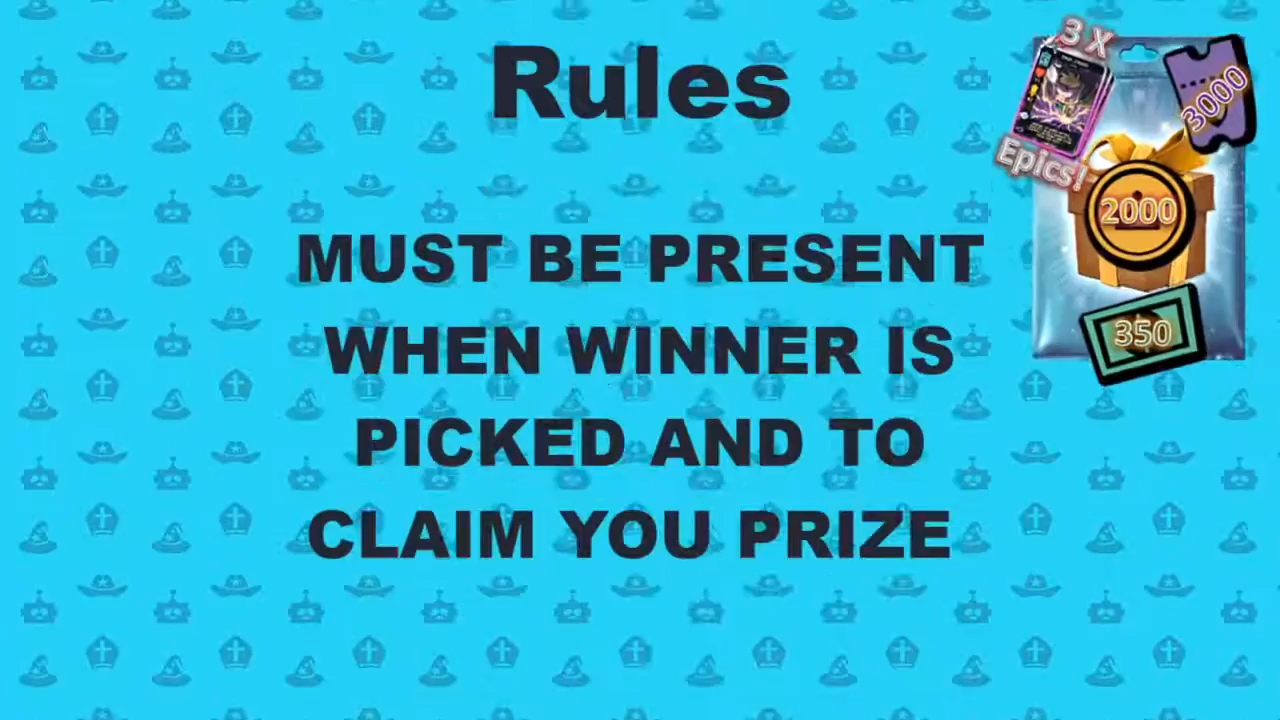 Rules
3 X
Epics!
3000
2000
350
MUST BE PRESENT
WHEN WINNER IS
PICKED AND TO
CLAIM YOU PRIZE